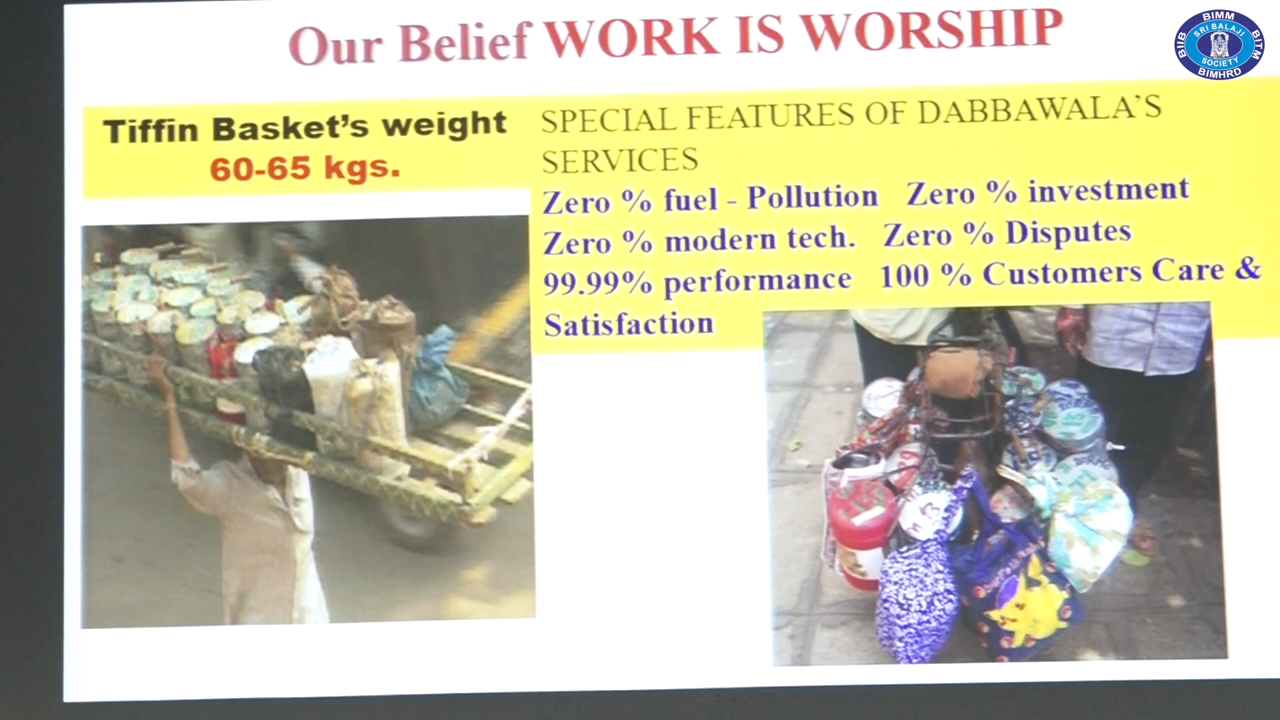 Our Belief WORK IS WORSHIP
BIMM
SRI BALAJI
SOCIETY
BIIB
BITM
BIMHRD
Tiffin Basket’s weight
60-65 kgs.
SPECIAL FEATURES OF DABBAWALA’S
SERVICES
Zero % fuel - Pollution Zero % investment
Zero % modern tech. Zero % Disputes
99.99% performance 100 % Customers Care &
Satisfaction